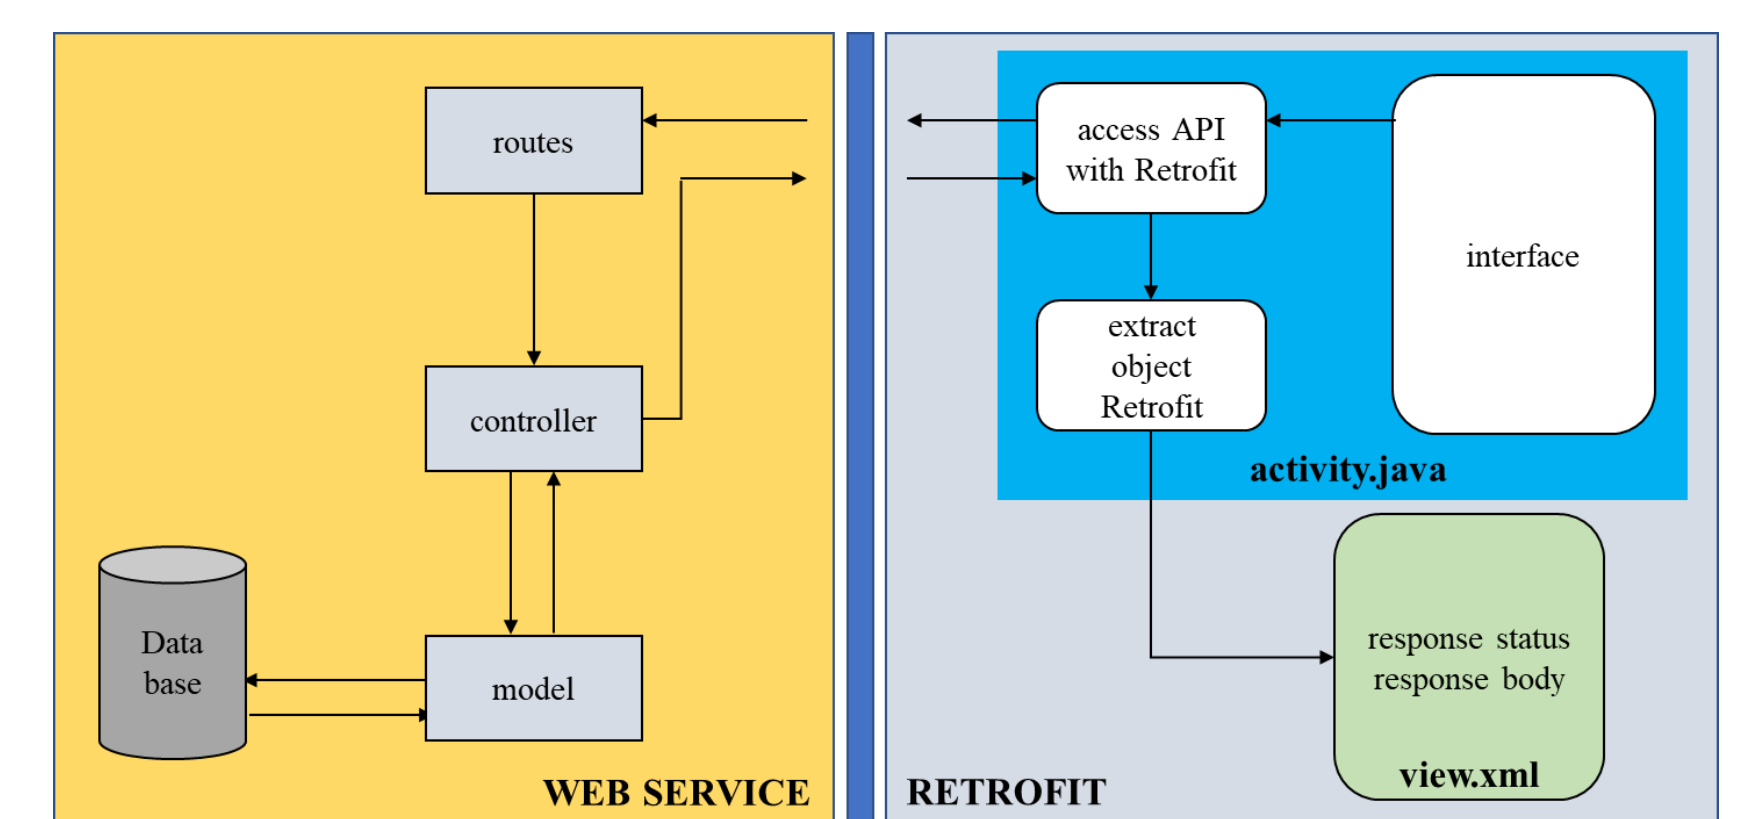 routes
controller
Data
base
model
WEB SERVICE
access API
with Retrofit
interface
extract
object
Retrofit
activity.java
response status
response body
view.xml
RETROFIT